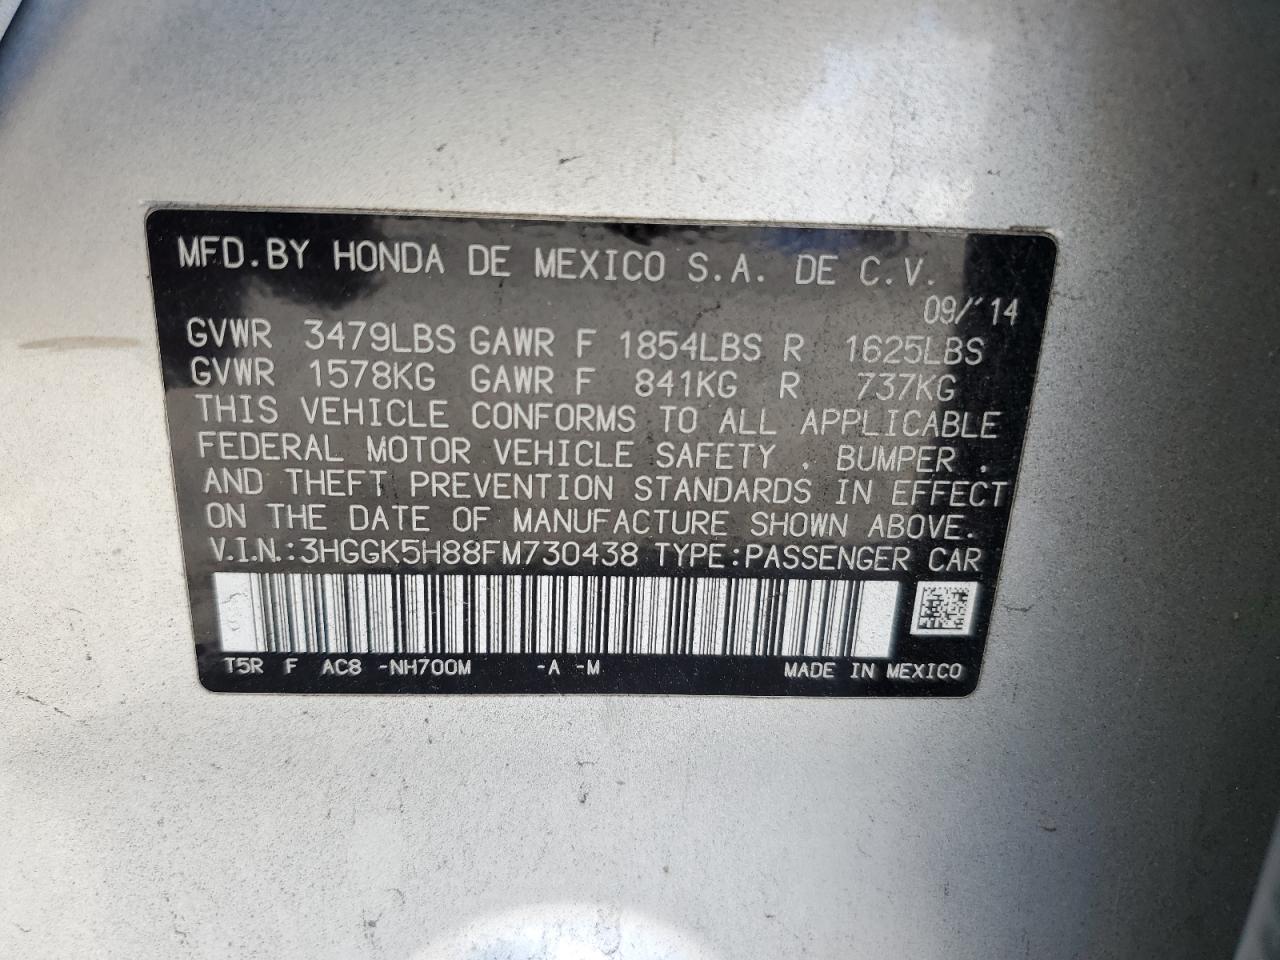 MFD.BY HONDA DE MEXICO S.A. DE C.V.
09/'14
GVWR 3479LBS GAWR F 1854LBS R 1625LBS
GVWR 1578KG GAWR F 841KG R 737KG
THIS VEHICLE CONFORMS TO ALL APPLICABLE
FEDERAL MOTOR VEHICLE SAFETY , BUMPER ,
AND THEFT PREVENTION STANDARDS IN EFFECT
ON THE DATE OF MANUFACTURE SHOWN ABOVE.
V.I.N.:3HGGK5H88FM730438 TYPE:PASSENGER CAR
T5R F AC8 -NH700M -A -M MADE IN MEXICO